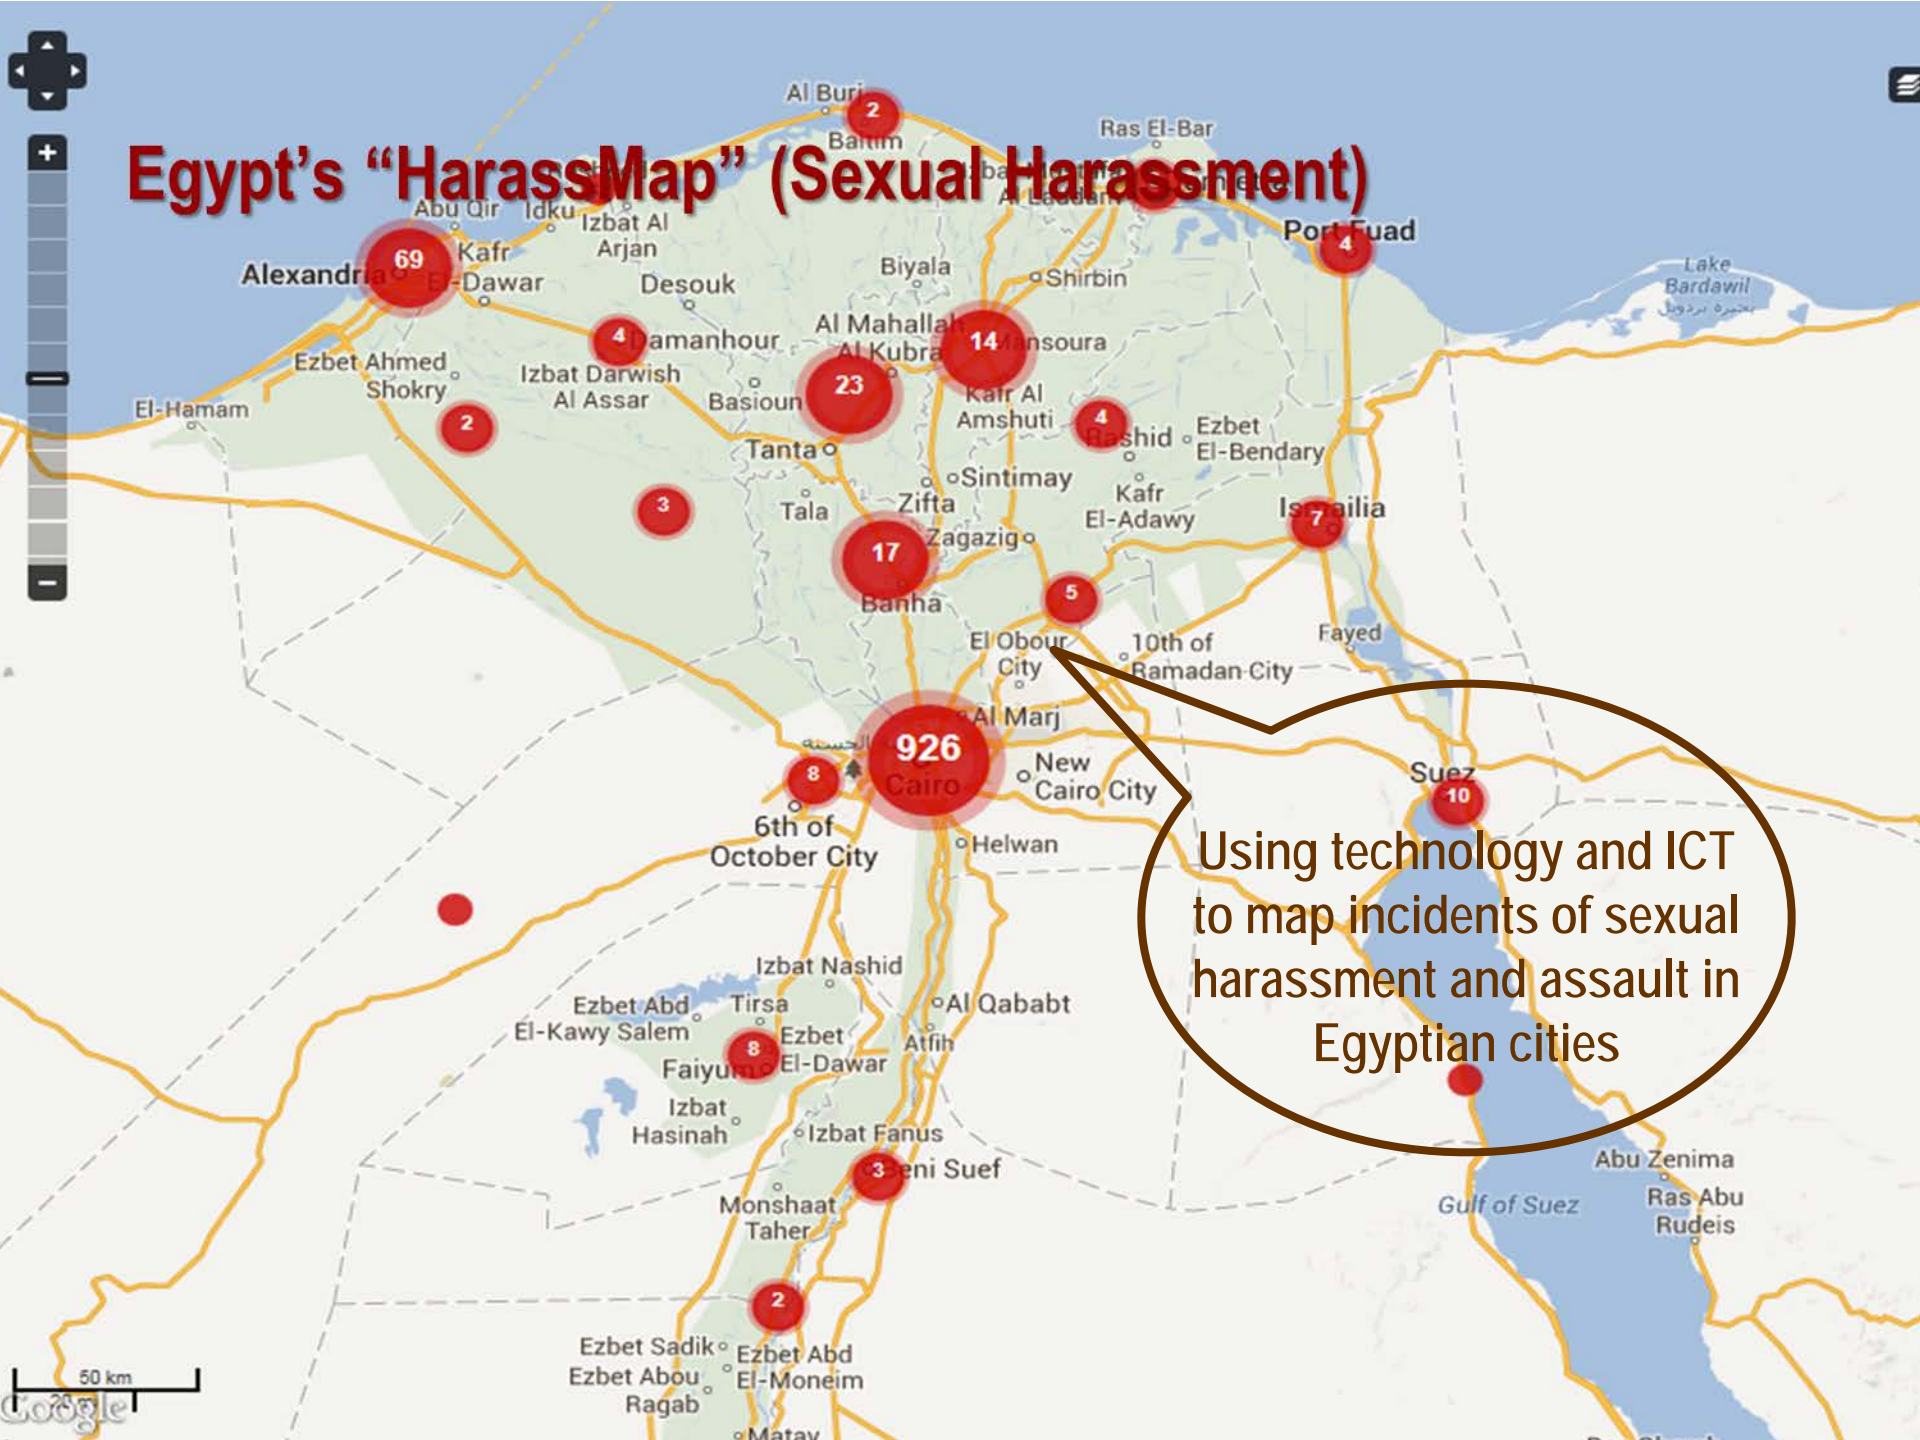 Al Burj
2
Baltim
Ras El-Bar
Egypt's “HarassMap” (Sexual Harassment)
Abu Qir
Idku
Izbat Al
Arjan
Port Fuad
4
69
Alexandria
Kafr
El-Dawar
Desouk
Biyala
Shirbin
Lake
Bardawil
بحيرة بردويل
Al Mahallah
Al Kubra
14
Mansoura
4
Damanhour
Ezbet Ahmed
Shokry
Izbat Darwish
Al Assar
Basioun
23
Kafr Al
Amshuti
El-Hamam
2
4
Rashid
Ezbet
El-Bendary
Tanta
Sintimay
3
Tala
Zifta
Kafr
El-Adawy
Ismailia
7
Zagazig
17
Banha
5
El Obour
City
10th of
Ramadan City
Fayed
Al Marj
926
Cairo
8
New
Cairo City
Suez
10
6th of
October City
Helwan
Using technology and ICT
to map incidents of sexual
harassment and assault in
Egyptian cities
Izbat Nashid
Ezbet Abd
El-Kawy Salem
Tirsa
Al Qababt
8
Ezbet
El-Dawar
Atfih
Faiyum
Izbat
Hasinah
Izbat Fanus
3
Beni Suef
Abu Zenima
Monshaat
Taher
Gulf of Suez
Ras Abu
Rudeis
2
Ezbet Sadik
Ezbet Abd
El-Moneim
Ezbet Abou
Ragab
50 km
20 mi
Google
Matay